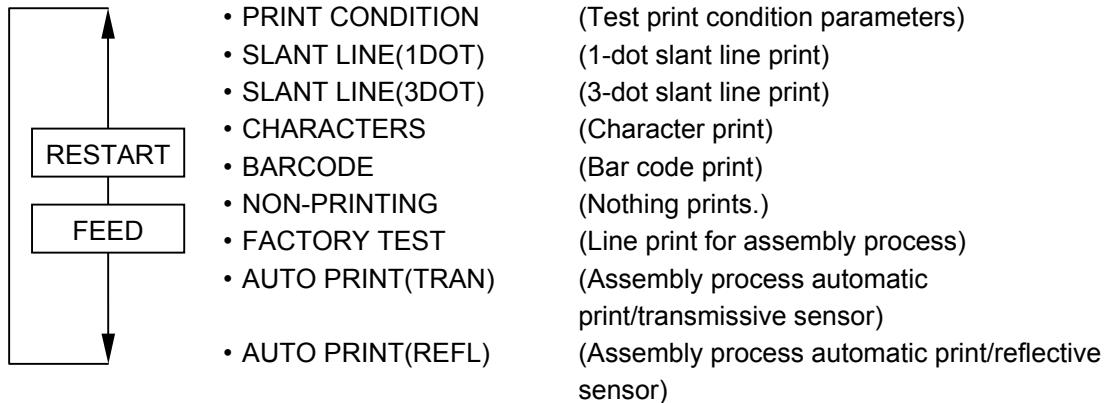 • PRINT CONDITION (Test print condition parameters)
• SLANT LINE(1DOT) (1-dot slant line print)
• SLANT LINE(3DOT) (3-dot slant line print)
• CHARACTERS (Character print)
RESTART
• BARCODE (Bar code print)
• NON-PRINTING (Nothing prints.)
FEED
• FACTORY TEST (Line print for assembly process)
• AUTO PRINT(TRAN) (Assembly process automatic
print/transmissive sensor)
• AUTO PRINT(REFL) (Assembly process automatic print/reflective
sensor)